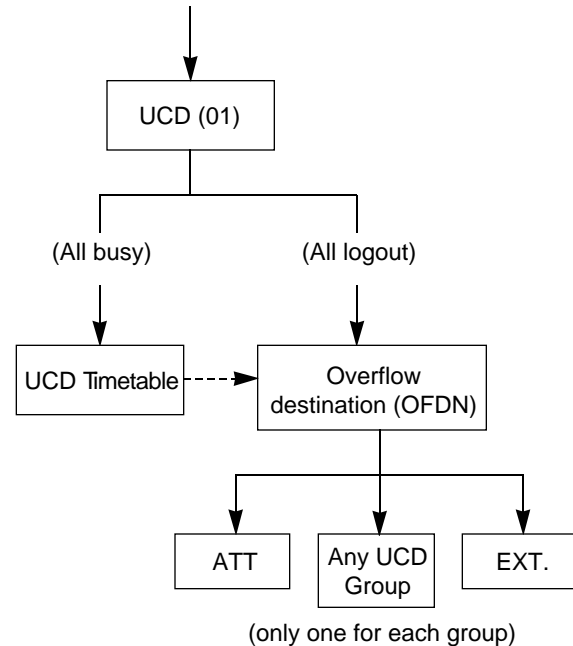 UCD (01)
(All busy)
(All logout)
UCD Timetable
Overflow
destination (OFDN)
ATT
Any UCD
Group
EXT.
(only one for each group)